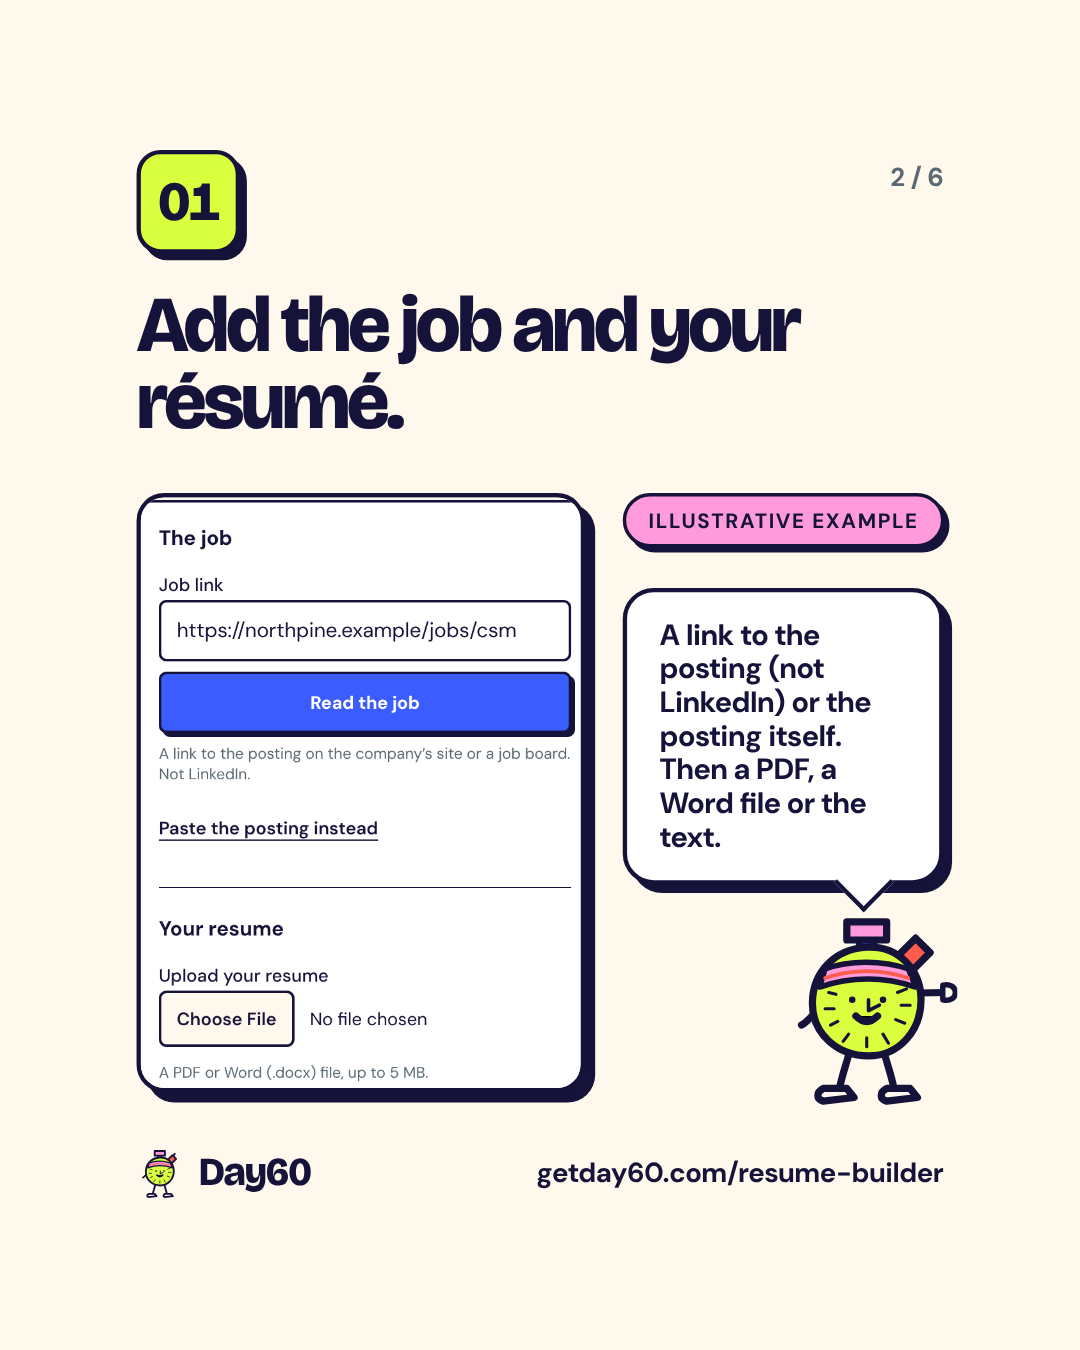 01
2 / 6
Add the job and your
résumé.
The job
Job link
https://northpine.example/jobs/csm
Read the job
A link to the posting on the company’s site or a job board.
Not LinkedIn.
Paste the posting instead
Your resume
Upload your resume
Choose File
No file chosen
A PDF or Word (.docx) file, up to 5 MB.
ILLUSTRATIVE EXAMPLE
A link to the
posting (not
LinkedIn) or the
posting itself.
Then a PDF, a
Word file or the
text.
Day60
getday60.com/resume-builder